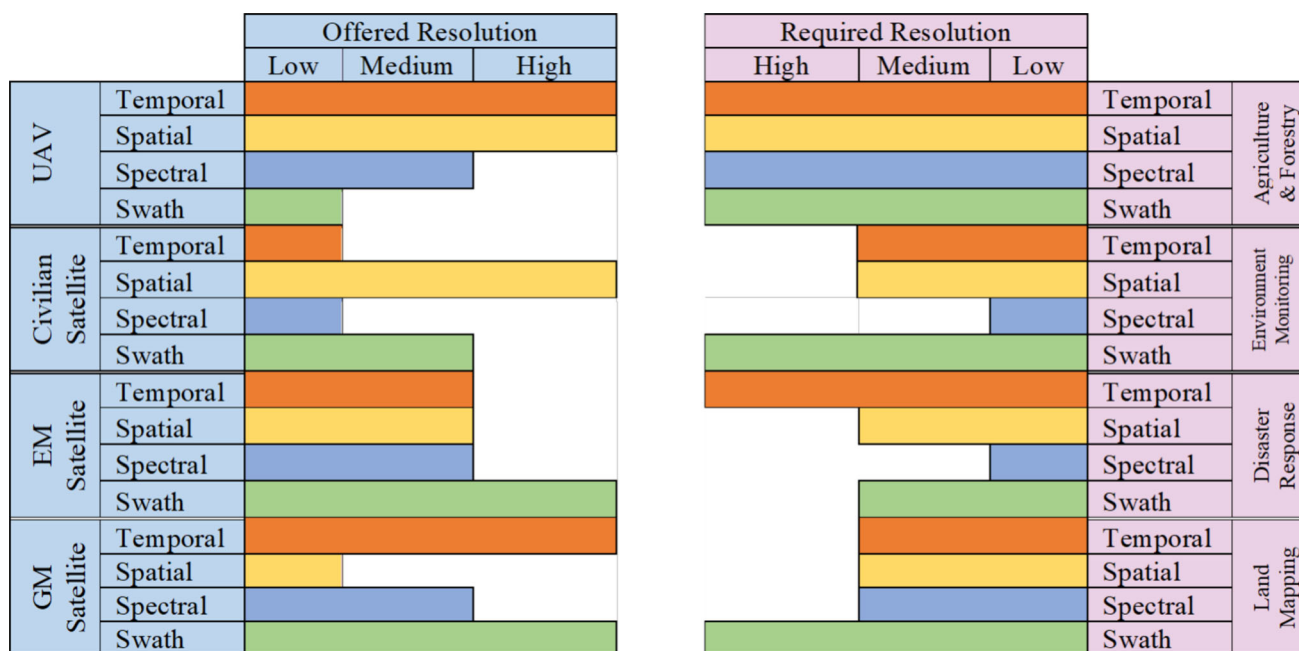 Offered Resolution
Required Resolution
Low Medium High
High Medium Low
UAV
Temporal
Spatial
Spectral
Swath
Civilian
Satellite
Temporal
Spatial
Spectral
Swath
EM
Satellite
Temporal
Spatial
Spectral
Swath
GM
Satellite
Temporal
Spatial
Spectral
Swath
Temporal
Spatial
Spectral
Swath
Agriculture
& Forestry
Temporal
Spatial
Spectral
Swath
Environment
Monitoring
Temporal
Spatial
Spectral
Swath
Disaster
Response
Temporal
Spatial
Spectral
Swath
Land
Mapping